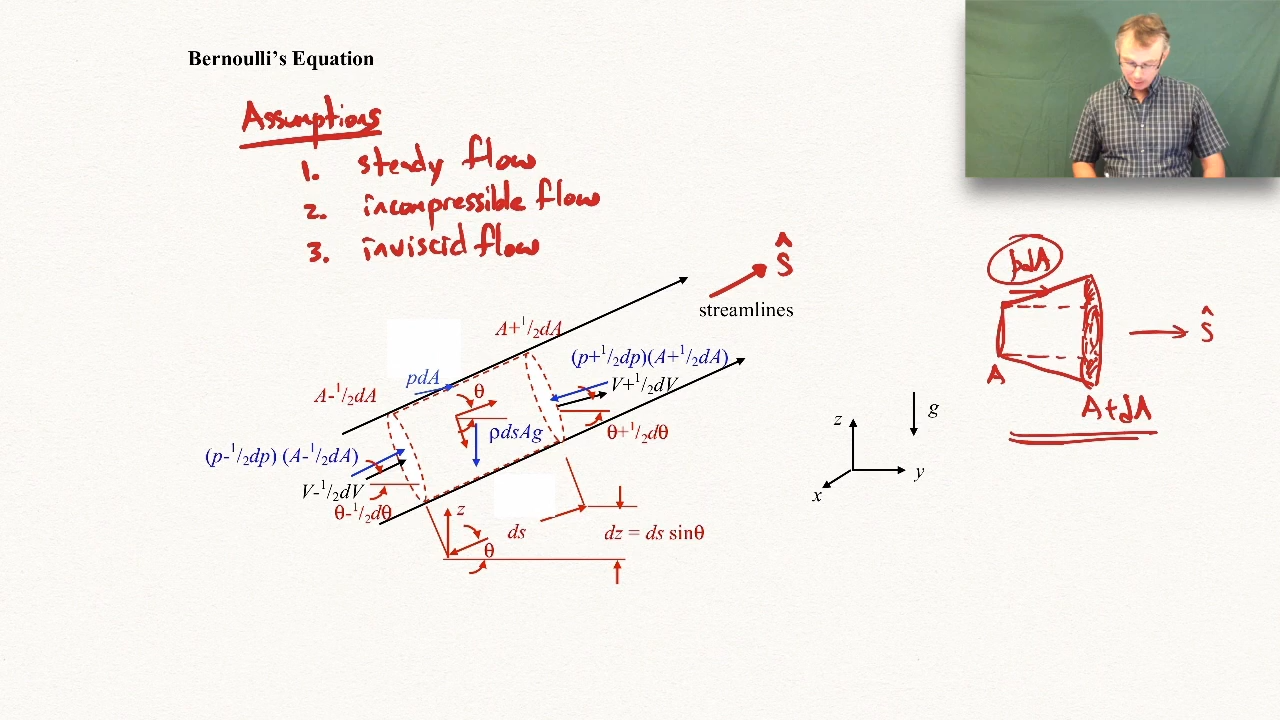 Bernoulli's Equation
Assumptions
1. steady flow
2. incompressible flow
3. inviscid flow
ŝ
streamlines
A+¹/₂dA
(p+¹/₂dp)(A+¹/₂dA)
V+¹/₂dV
pdA
θ
A-¹/₂dA
ρdsAg
θ+¹/₂dθ
(p-¹/₂dp) (A-¹/₂dA)
V-¹/₂dV
θ-¹/₂dθ
z
ds
dz = ds sinθ
θ
pdA
ŝ
A
A+dA
g
z
y
x